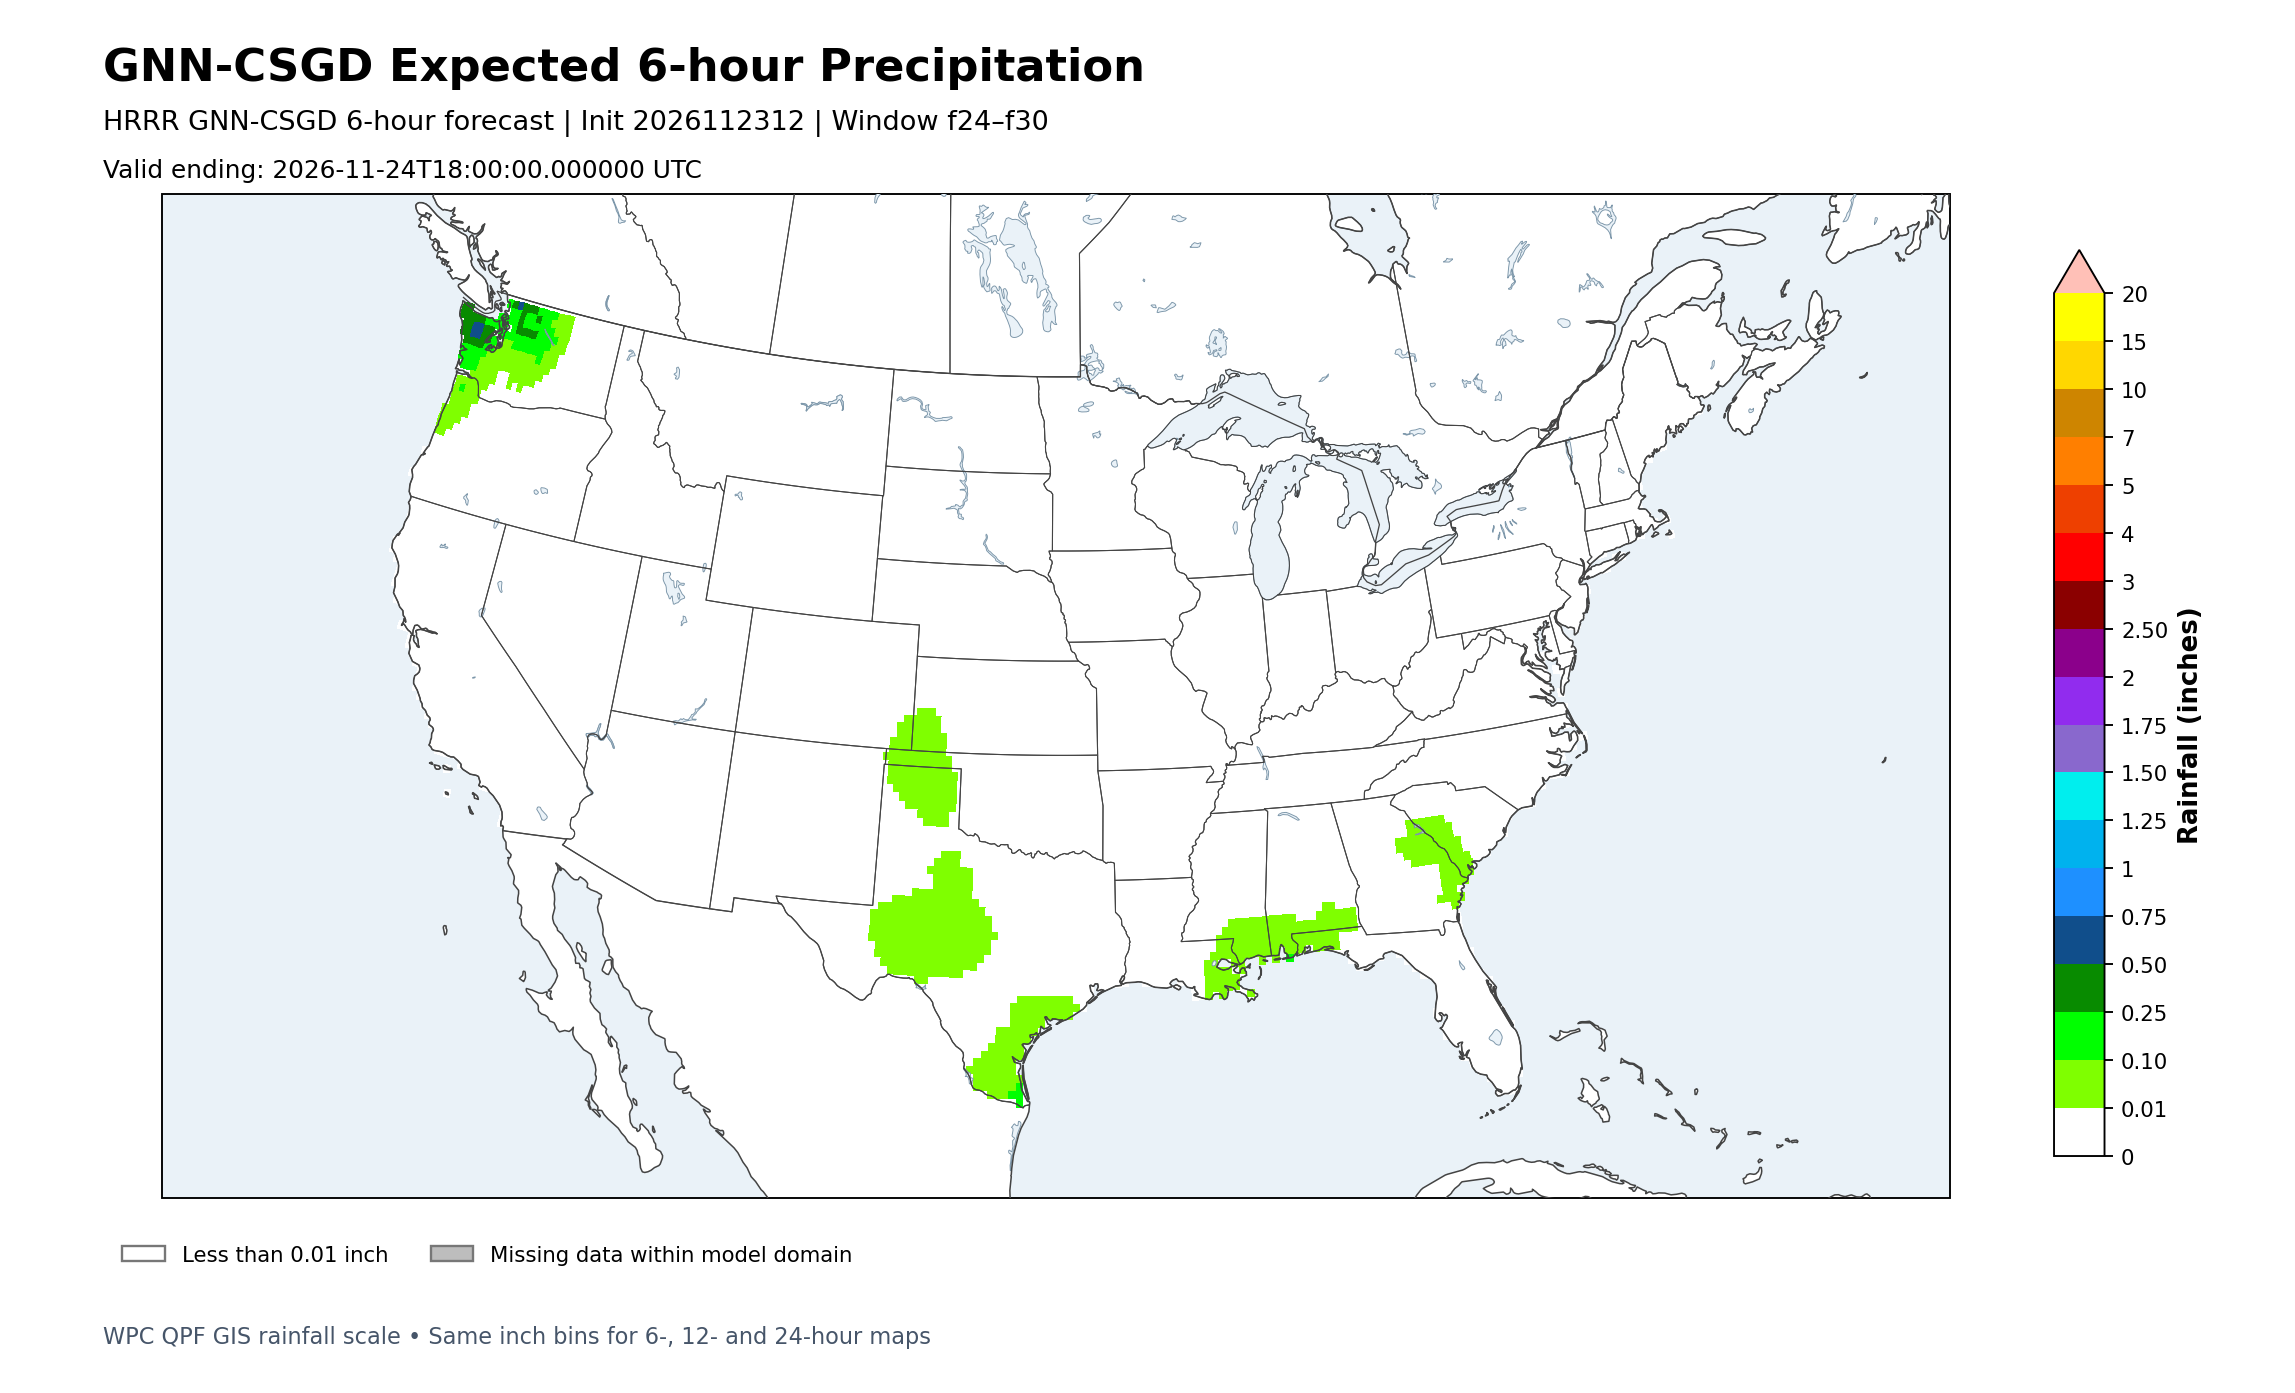 GNN-CSGD Expected 6-hour Precipitation
HRRR GNN-CSGD 6-hour forecast | Init 2026112312 | Window f24–f30
Valid ending: 2026-11-24T18:00:00.000000 UTC
20
15
10
7
5
4
3
2.50
2
1.75
1.50
1.25
1
0.75
0.50
0.25
0.10
0.01
0
Rainfall (inches)
Less than 0.01 inch
Missing data within model domain
WPC QPF GIS rainfall scale • Same inch bins for 6-, 12- and 24-hour maps